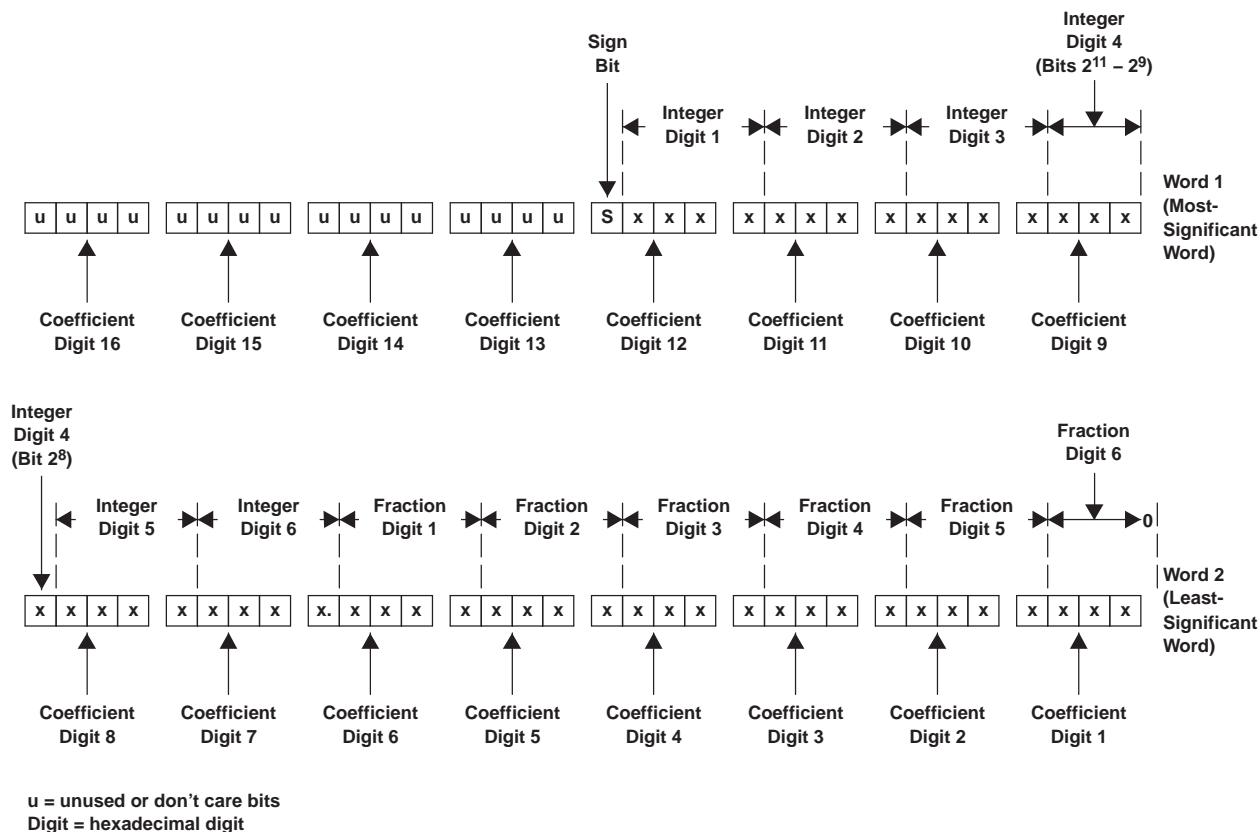 Sign
Bit
Integer
Digit 4
(Bits 2¹¹ – 2⁹)
Integer
Digit 1
Integer
Digit 2
Integer
Digit 3
u u u u u u u u u u u u u u u u S x x x x x x x x x x x x x x x
Word 1
(Most-
Significant
Word)
Coefficient
Digit 16
Coefficient
Digit 15
Coefficient
Digit 14
Coefficient
Digit 13
Coefficient
Digit 12
Coefficient
Digit 11
Coefficient
Digit 10
Coefficient
Digit 9
Integer
Digit 4
(Bit 2⁸)
Integer
Digit 5
Integer
Digit 6
Fraction
Digit 1
Fraction
Digit 2
Fraction
Digit 3
Fraction
Digit 4
Fraction
Digit 5
Fraction
Digit 6
0
x x x x x x x x x. x x x x x x x x x x x x x x x x x x x x x x x
Word 2
(Least-
Significant
Word)
Coefficient
Digit 8
Coefficient
Digit 7
Coefficient
Digit 6
Coefficient
Digit 5
Coefficient
Digit 4
Coefficient
Digit 3
Coefficient
Digit 2
Coefficient
Digit 1
u = unused or don’t care bits
Digit = hexadecimal digit